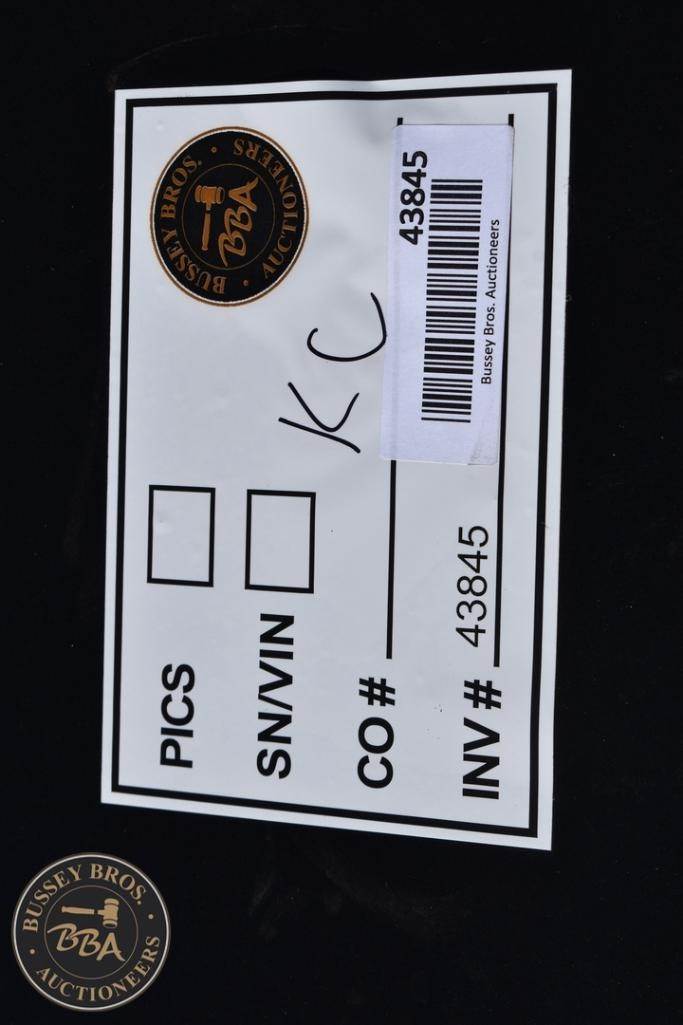 PICS
BUSSEY BROS.
BBA
AUCTIONEERS
SN/VIN
KC
CO #
43845
Bussey Bros. Auctioneers
INV # 43845
BUSSEY BROS.
BBA
AUCTIONEERS